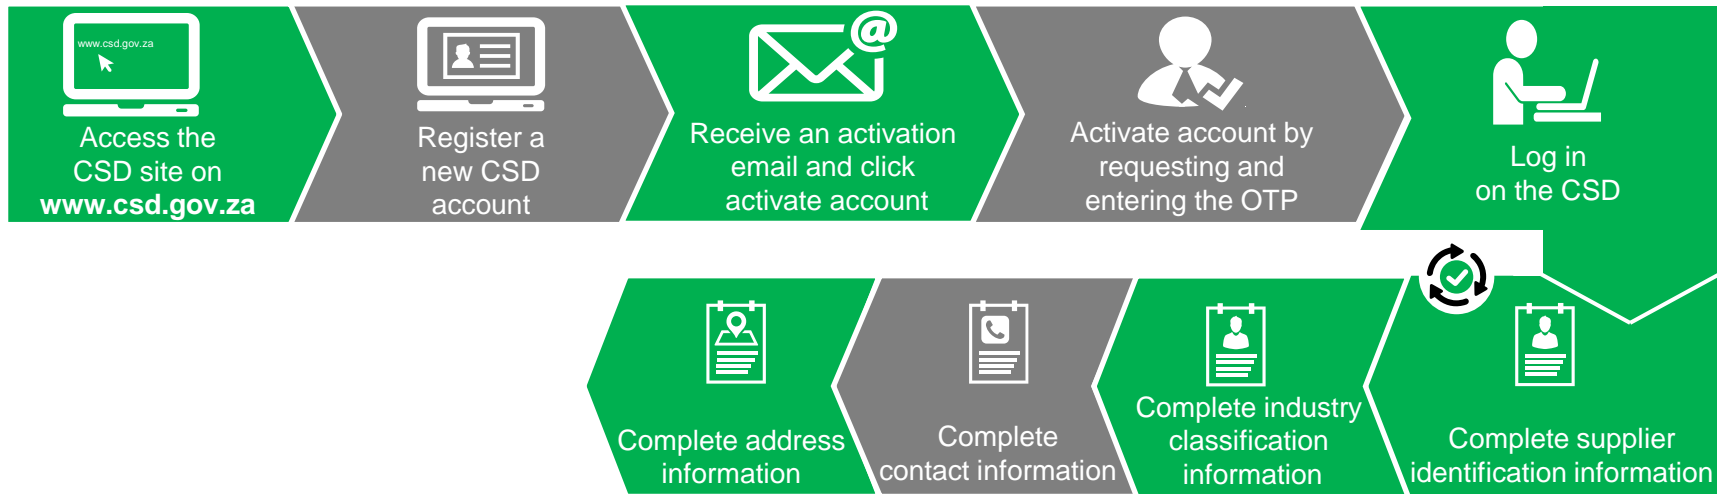 www.csd.gov.za
Access the
CSD site on
www.csd.gov.za
Register a
new CSD
account
@
Receive an activation
email and click
activate account
Activate account by
requesting and
entering the OTP
Log in
on the CSD
Complete supplier
identification information
Complete industry
classification
information
Complete
contact information
Complete address
information